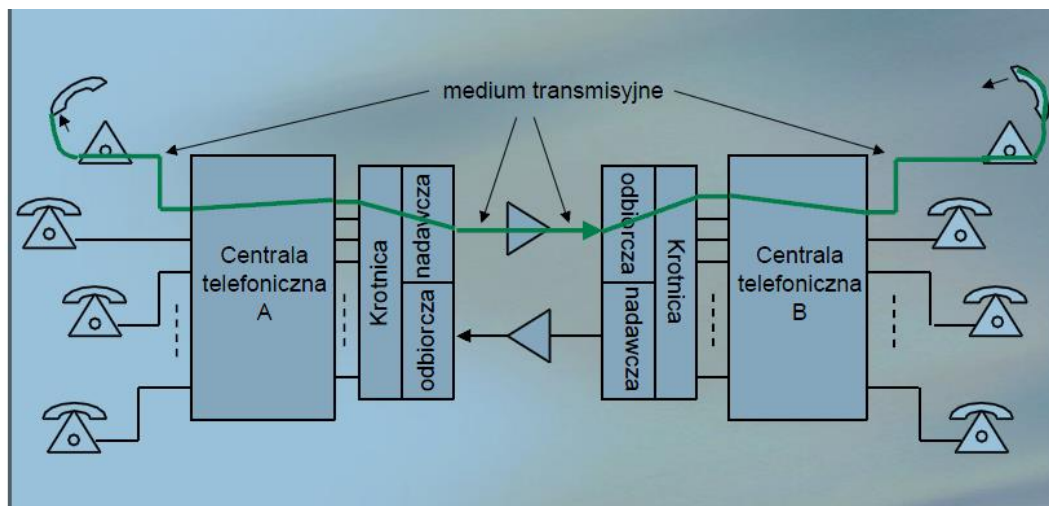 medium transmisyjne
Centrala
telefoniczna
A
Krotnica
nadawcza
odbiorcza
odbiorcza
nadawcza
Krotnica
Centrala
telefoniczna
B